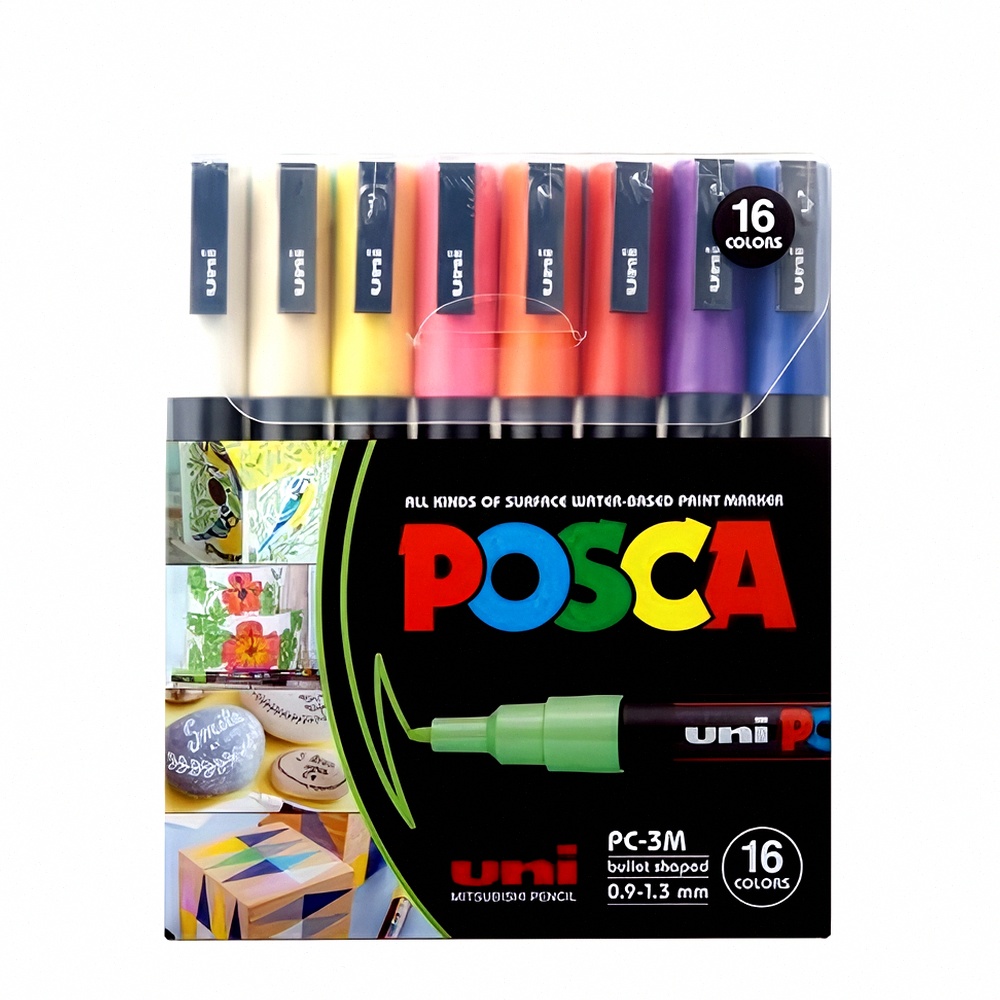 uni uni uni uni uni uni uni uni
16
COLORS
ALL KINDS OF SURFACE WATER-BASED PAINT MARKER
POSCA
uni PO
Smile
PC-3M
bullet shaped
0.9-1.3 mm
uni
MITSUBISHI PENCIL
16
COLORS